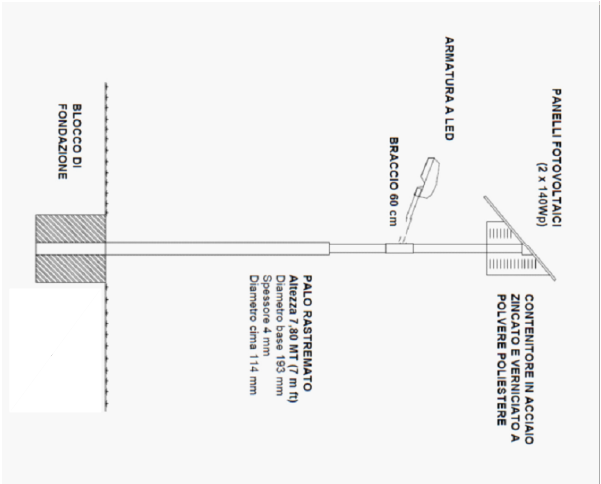 PANELLI FOTOVOLTAICI
(2 x 140Wp)
ARMATURA A LED
BRACCIO 60 cm
CONTENITORE IN ACCIAIO
ZINCATO E VERNICIATO A
POLVERE POLIESTERE
PALO RASTREMATO
Altezza 7,80 MT (7 m ft)
Diametro base 193 mm
Spessore 4 mm
Diametro cima 114 mm
BLOCCO DI
FONDAZIONE